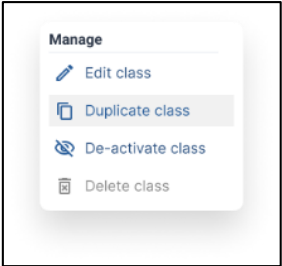 Manage
Edit class
Duplicate class
De-activate class
Delete class